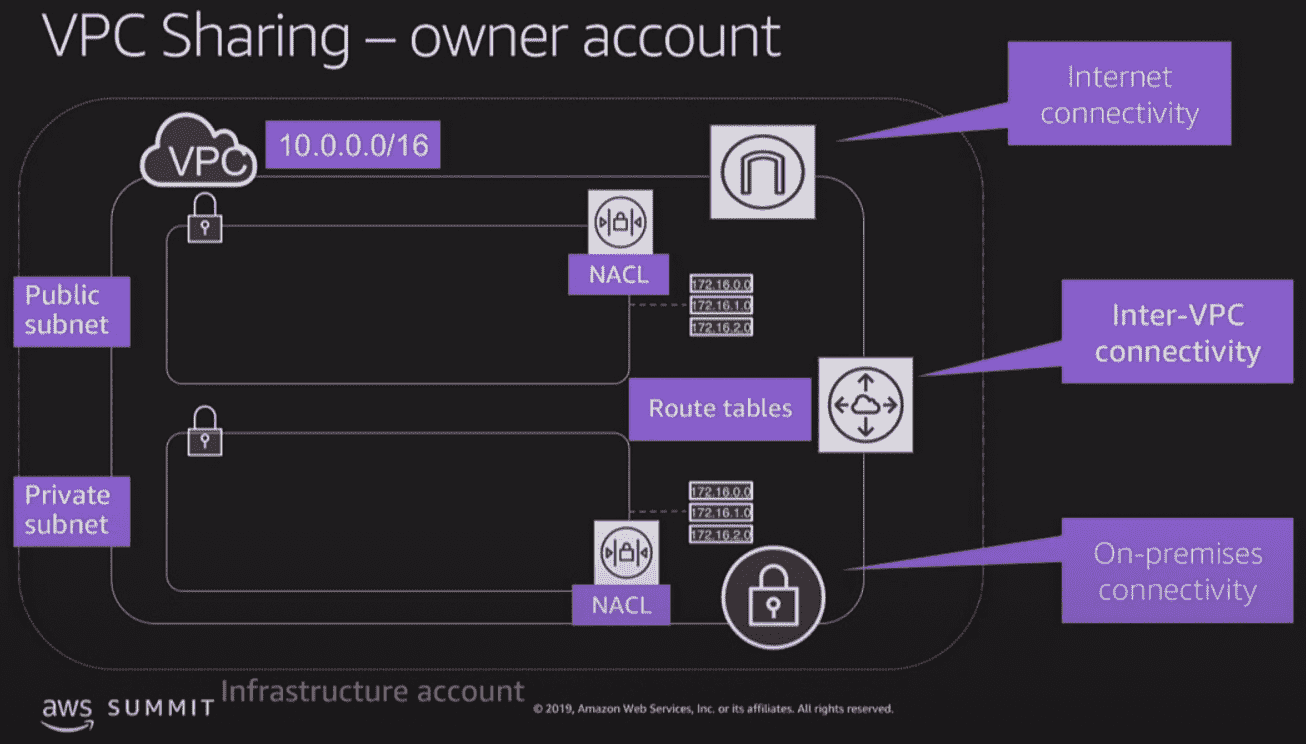 VPC Sharing – owner account
Internet
connectivity
VPC
10.0.0.0/16
NACL
172.16.0.0
172.16.1.0
172.16.2.0
Public
subnet
Inter-VPC
connectivity
Route tables
Private
subnet
172.16.0.0
172.16.1.0
172.16.2.0
On-premises
connectivity
NACL
Infrastructure account
aws SUMMIT
© 2019, Amazon Web Services, Inc. or its affiliates. All rights reserved.